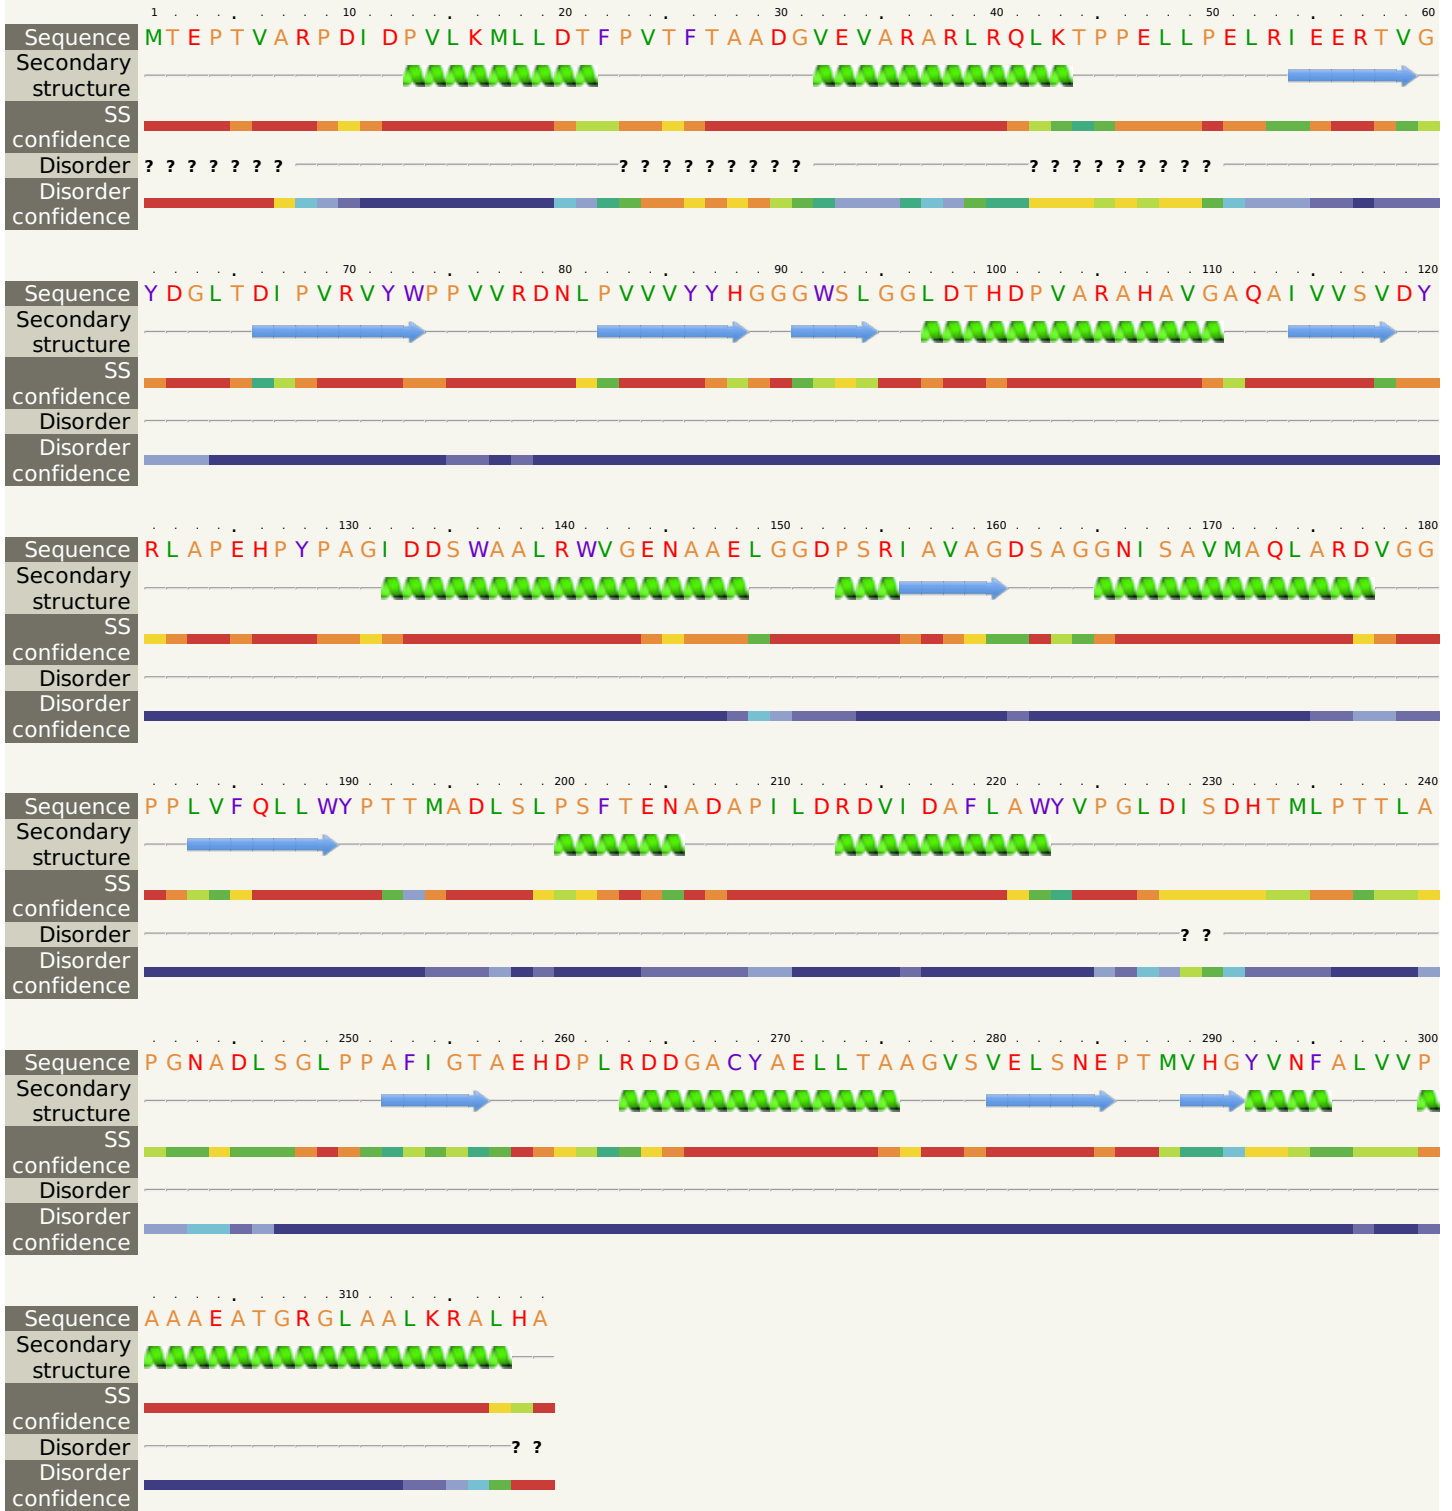 1 10 20 30 40 50 60
Sequence MTEPTVARPDIDPVLKMLLDTFPVTFTAADGVEVARARLRQLKTPPELLPELRIEERTVG
Secondary
structure
SS
confidence
Disorder ? ? ? ? ? ? ? ? ? ? ? ? ? ? ? ? ? ? ? ? ? ? ? ? ?
Disorder
confidence
70 80 90 100 110 120
Sequence YDGLTDIPVRVYWPPVVRDNLPVVVYYHGGGWSLGGLDTHDPVARAHAVGAQAIVVSVDY
Secondary
structure
SS
confidence
Disorder
Disorder
confidence
130 140 150 160 170 180
Sequence RLAPEHPYPAGIDDSWAALRWVGENAAELGGDPSRIAVAGDSAGGNISAVMAQLARDVGG
Secondary
structure
SS
confidence
Disorder
Disorder
confidence
190 200 210 220 230 240
Sequence PPLVFQLLWYPTTMADLSLPSFTENADAPILDRDVIDAFLAWYVPGLDISDHTMLPTTLA
Secondary
structure
SS
confidence
Disorder ? ?
Disorder
confidence
250 260 270 280 290 300
Sequence PGNADLSGLPPAFIGTAEHDPLRDDGACYAELLTAAGVSVELSNEPTMVHGYVNFALVVP
Secondary
structure
SS
confidence
Disorder
Disorder
confidence
310
Sequence AAAEATGRGLAALKRALHA
Secondary
structure
SS
confidence
Disorder ? ?
Disorder
confidence